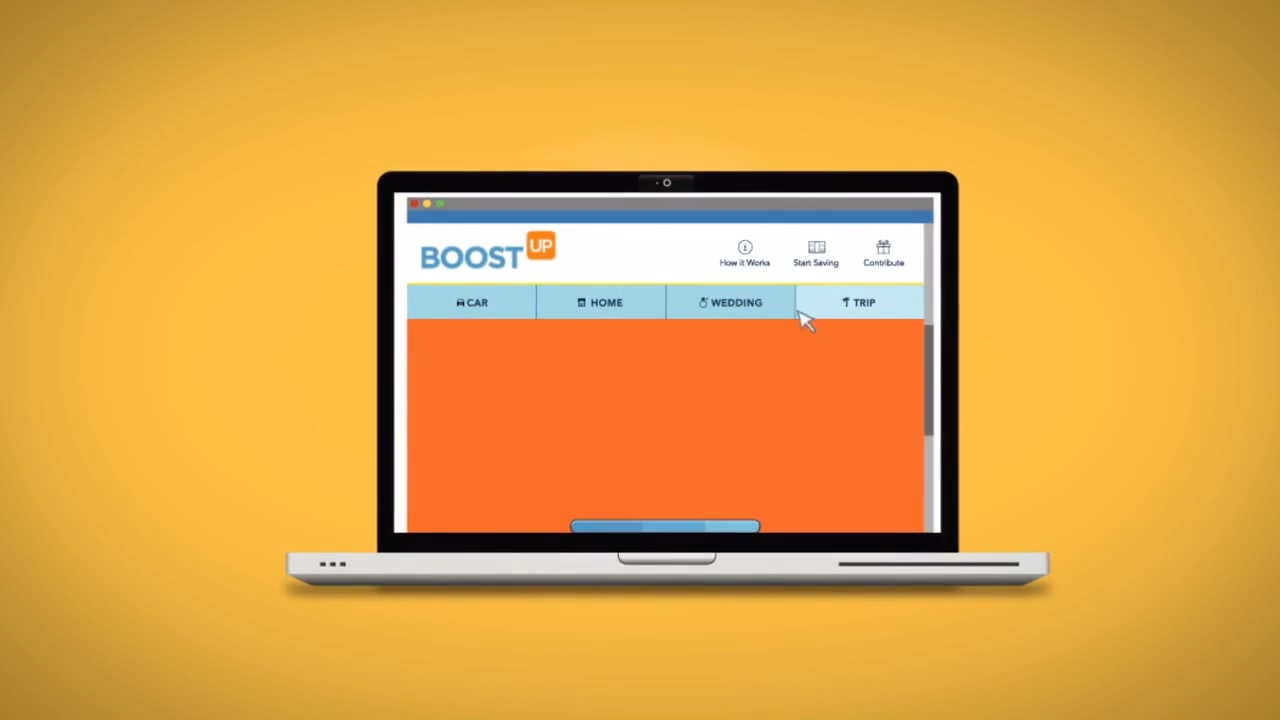 BOOST UP
How it Works
Start Saving
Contribute
CAR
HOME
WEDDING
TRIP